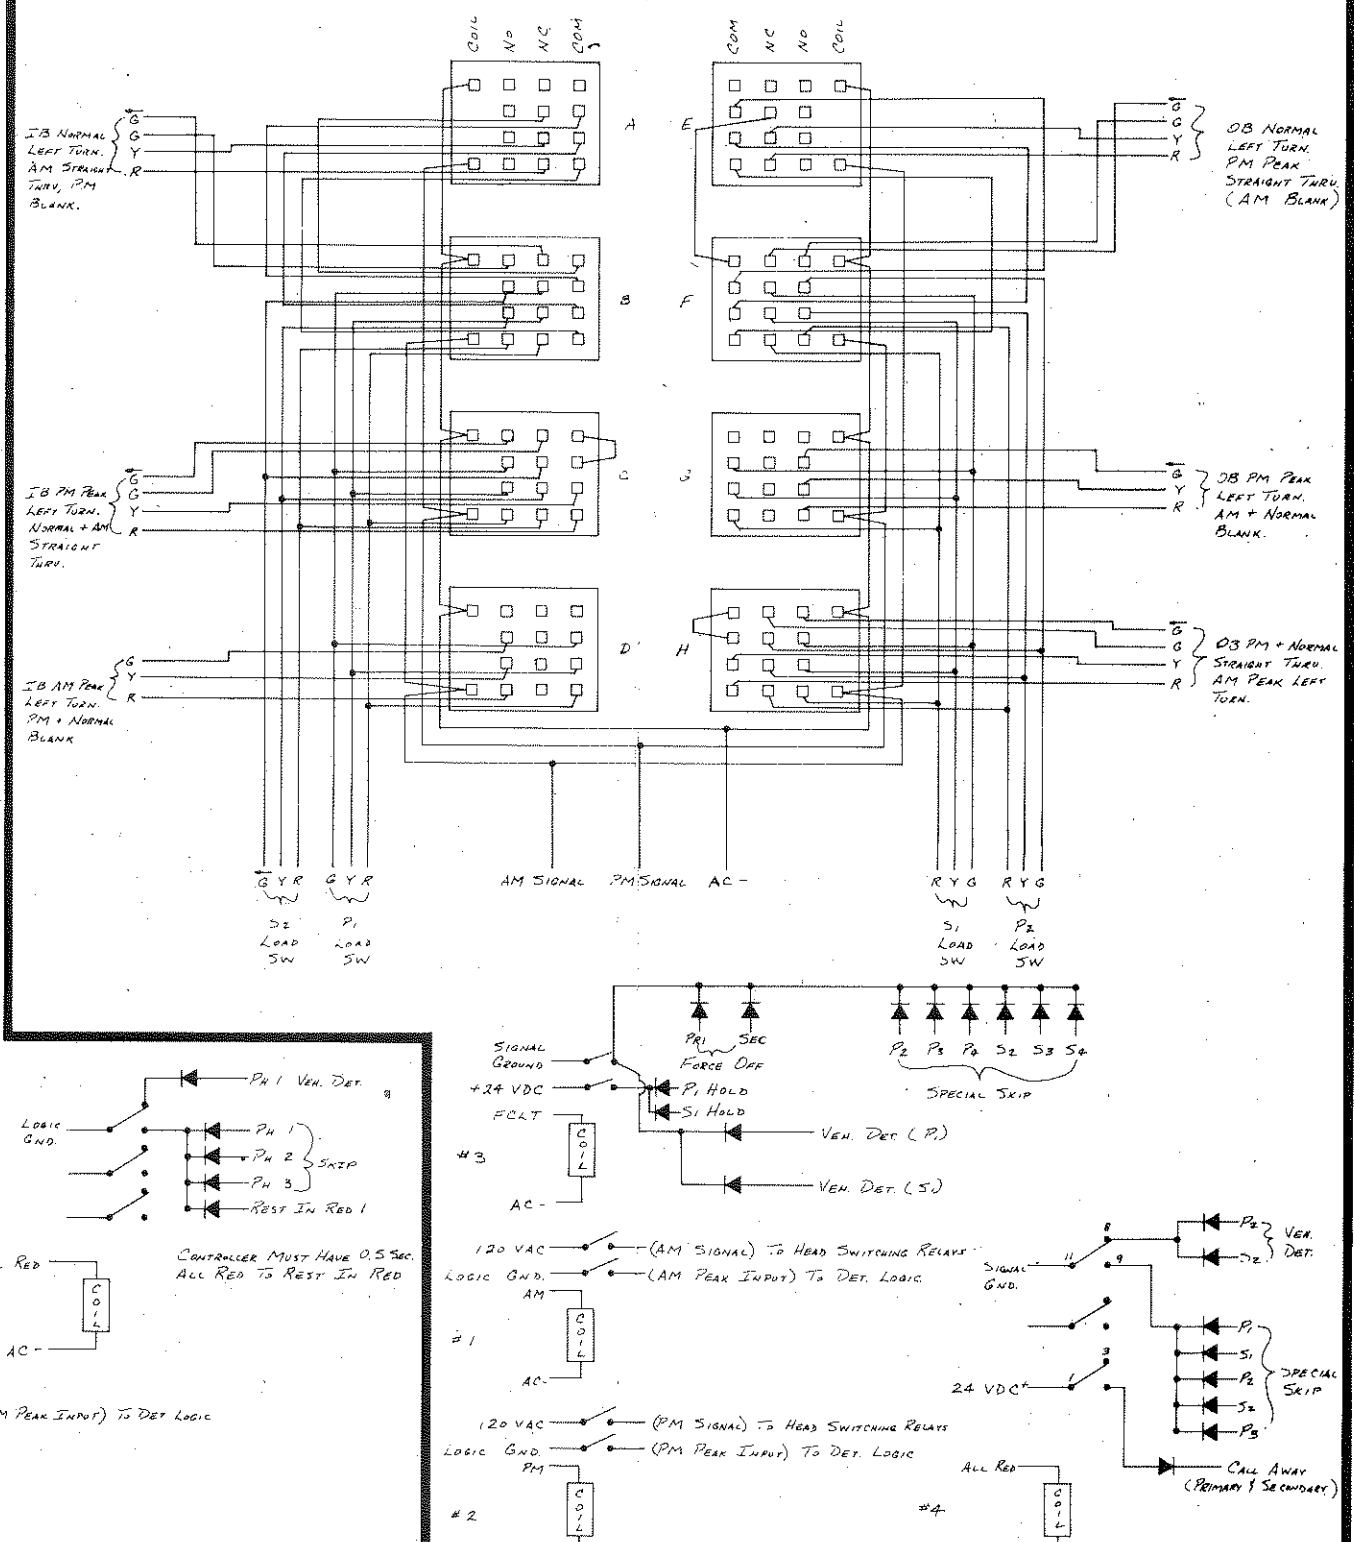 COIL NO NC COM
COM NC NO COIL
A E
B F
C G
D H
IB NORMAL
LEFT TURN.
AM STRAIGHT
THRU, PM
BLANK.
G
G
Y
R
G
G
Y
R
OB NORMAL
LEFT TURN.
PM PEAK
STRAIGHT THRU.
(AM BLANK)
IB PM PEAK
LEFT TURN.
NORMAL + AM
STRAIGHT
THRU.
G
G
Y
R
G
Y
R
OB PM PEAK
LEFT TURN.
AM + NORMAL
BLANK.
IB AM PEAK
LEFT TURN.
PM + NORMAL
BLANK
G
Y
R
G
G
Y
R
OB PM + NORMAL
STRAIGHT THRU.
AM PEAK LEFT
TURN.
G Y R G Y R
S2 LOAD SW
P1 LOAD SW
AM SIGNAL PM SIGNAL AC-
R Y G R Y G
S1 LOAD SW
P2 LOAD SW
SIGNAL
GROUND
+24 VDC
FCLT
#3
COIL
AC-
PRI SEC
FORCE OFF
P1 HOLD
S1 HOLD
VEH. DET. (P1)
VEH. DET. (S1)
P2 P3 P4 S2 S3 S4
SPECIAL SKIP
PH 1 VEH. DET.
LOGIC
GND.
PH 1
PH 2
PH 3
SKIP
REST IN RED 1
CONTROLLER MUST HAVE 0.5 SEC.
ALL RED TO REST IN RED
RED
COIL
AC-
M PEAK INPUT) TO DET LOGIC
120 VAC (AM SIGNAL) TO HEAD SWITCHING RELAYS
LOGIC GND. (AM PEAK INPUT) TO DET. LOGIC
AM
#1
COIL
AC-
120 VAC (PM SIGNAL) TO HEAD SWITCHING RELAYS
LOGIC GND. (PM PEAK INPUT) TO DET. LOGIC
PM
#2
COIL
SIGNAL
GND.
11 8 9
P2
S2
VEH.
DET.
24 VDC+
1 3
P1
S1
P2
S2
P3
SPECIAL
SKIP
CALL AWAY
(PRIMARY & SECONDARY)
ALL RED
#4
COIL